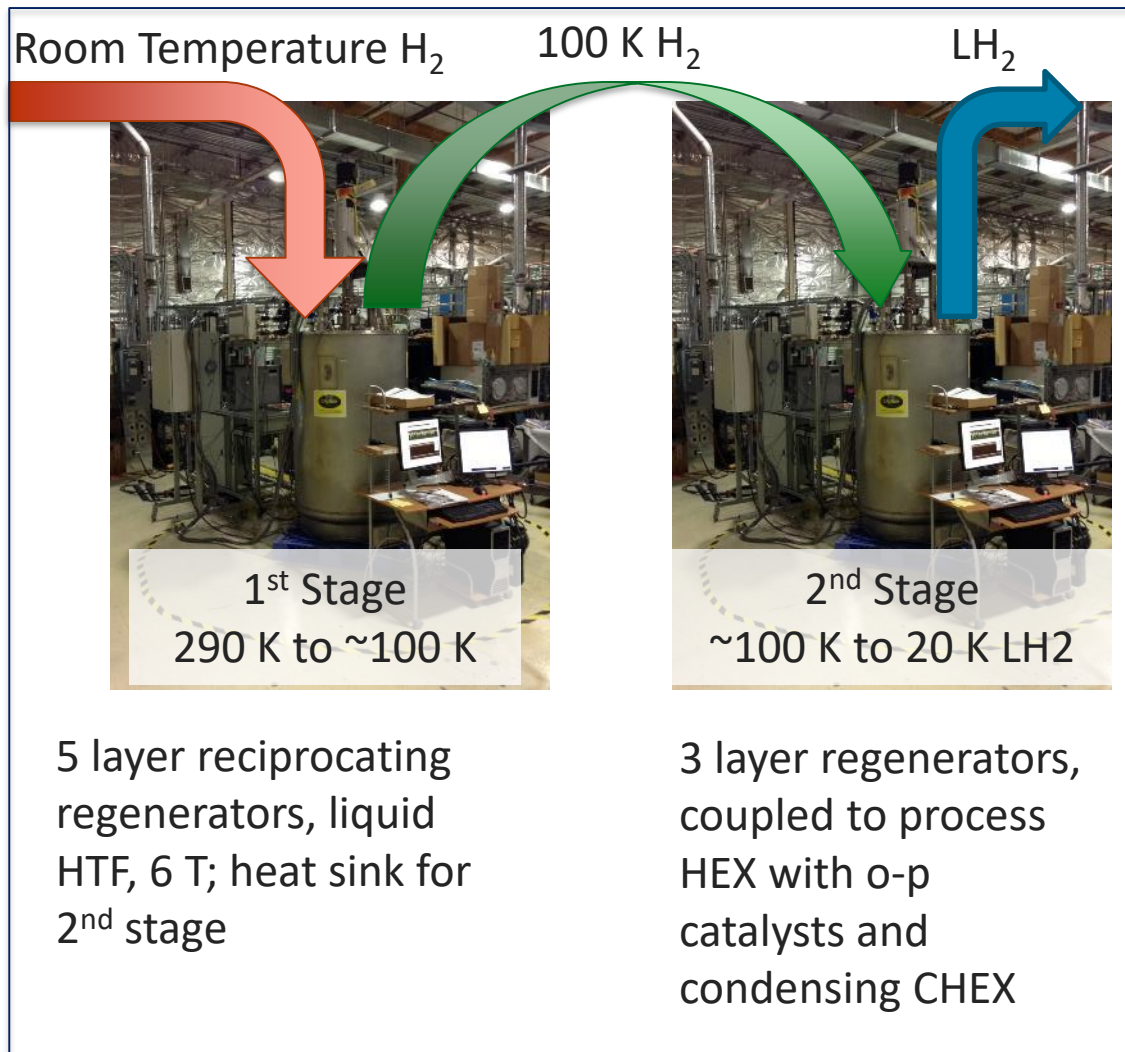 Room Temperature H₂
100 K H₂
LH₂
1ˢᵗ Stage
290 K to ~100 K
2ⁿᵈ Stage
~100 K to 20 K LH2
5 layer reciprocating
regenerators, liquid
HTF, 6 T; heat sink for
2ⁿᵈ stage
3 layer regenerators,
coupled to process
HEX with o-p
catalysts and
condensing CHEX